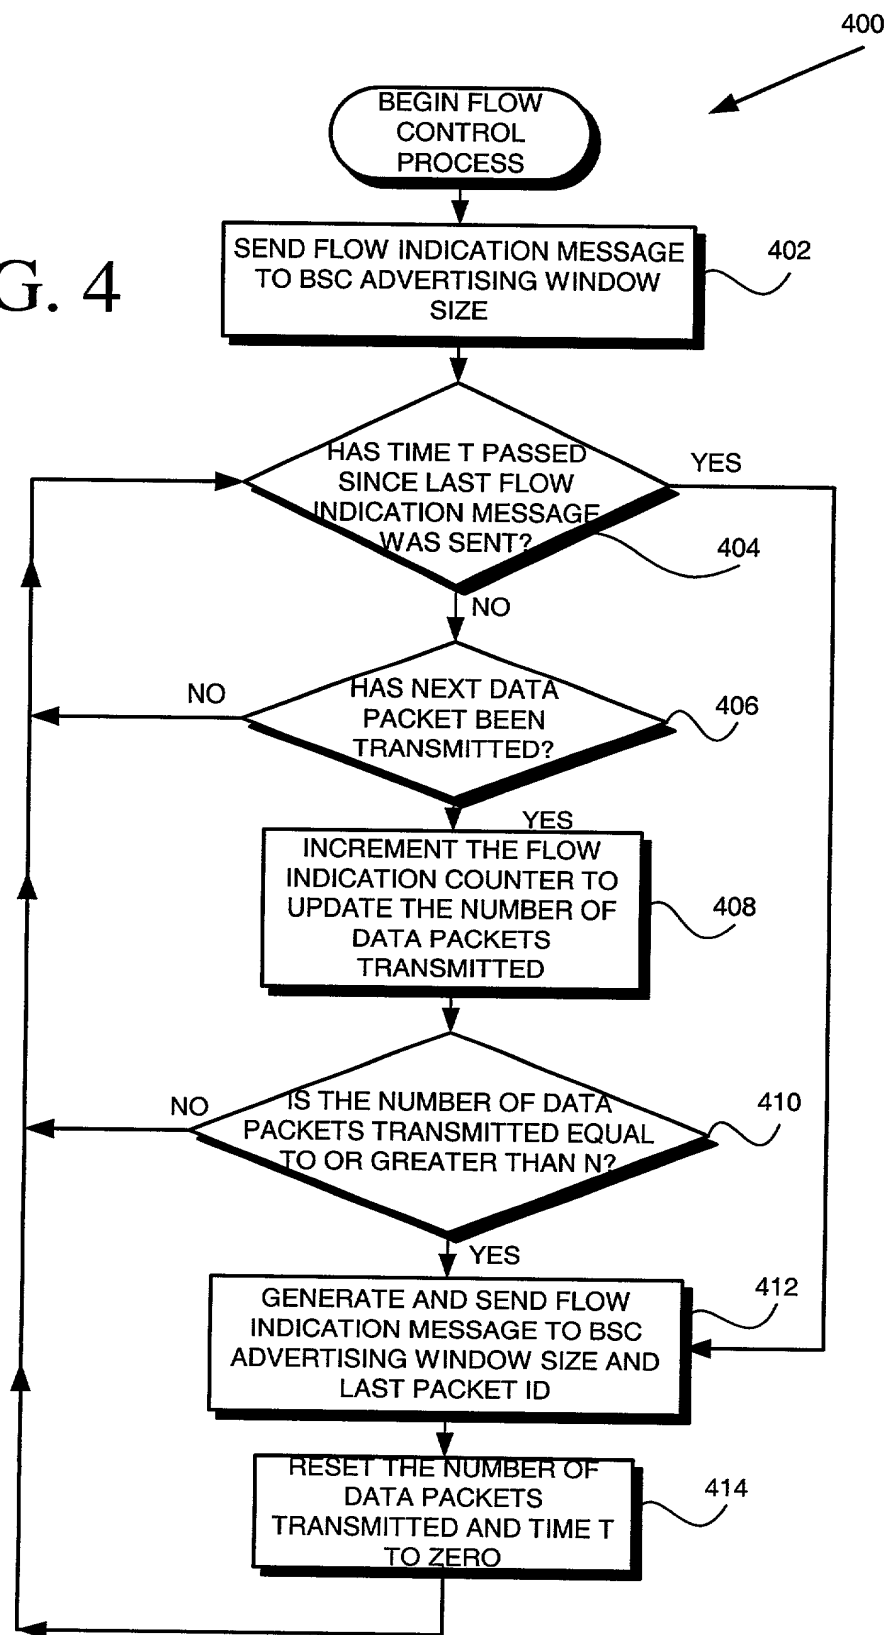 400
BEGIN FLOW
CONTROL
PROCESS
G. 4
SEND FLOW INDICATION MESSAGE
TO BSC ADVERTISING WINDOW
SIZE
402
HAS TIME T PASSED
SINCE LAST FLOW
INDICATION MESSAGE
WAS SENT?
YES
404
NO
HAS NEXT DATA
PACKET BEEN
TRANSMITTED?
NO
406
YES
INCREMENT THE FLOW
INDICATION COUNTER TO
UPDATE THE NUMBER OF
DATA PACKETS
TRANSMITTED
408
NO
IS THE NUMBER OF DATA
PACKETS TRANSMITTED EQUAL
TO OR GREATER THAN N?
410
YES
GENERATE AND SEND FLOW
INDICATION MESSAGE TO BSC
ADVERTISING WINDOW SIZE AND
LAST PACKET ID
412
RESET THE NUMBER OF
DATA PACKETS
TRANSMITTED AND TIME T
TO ZERO
414